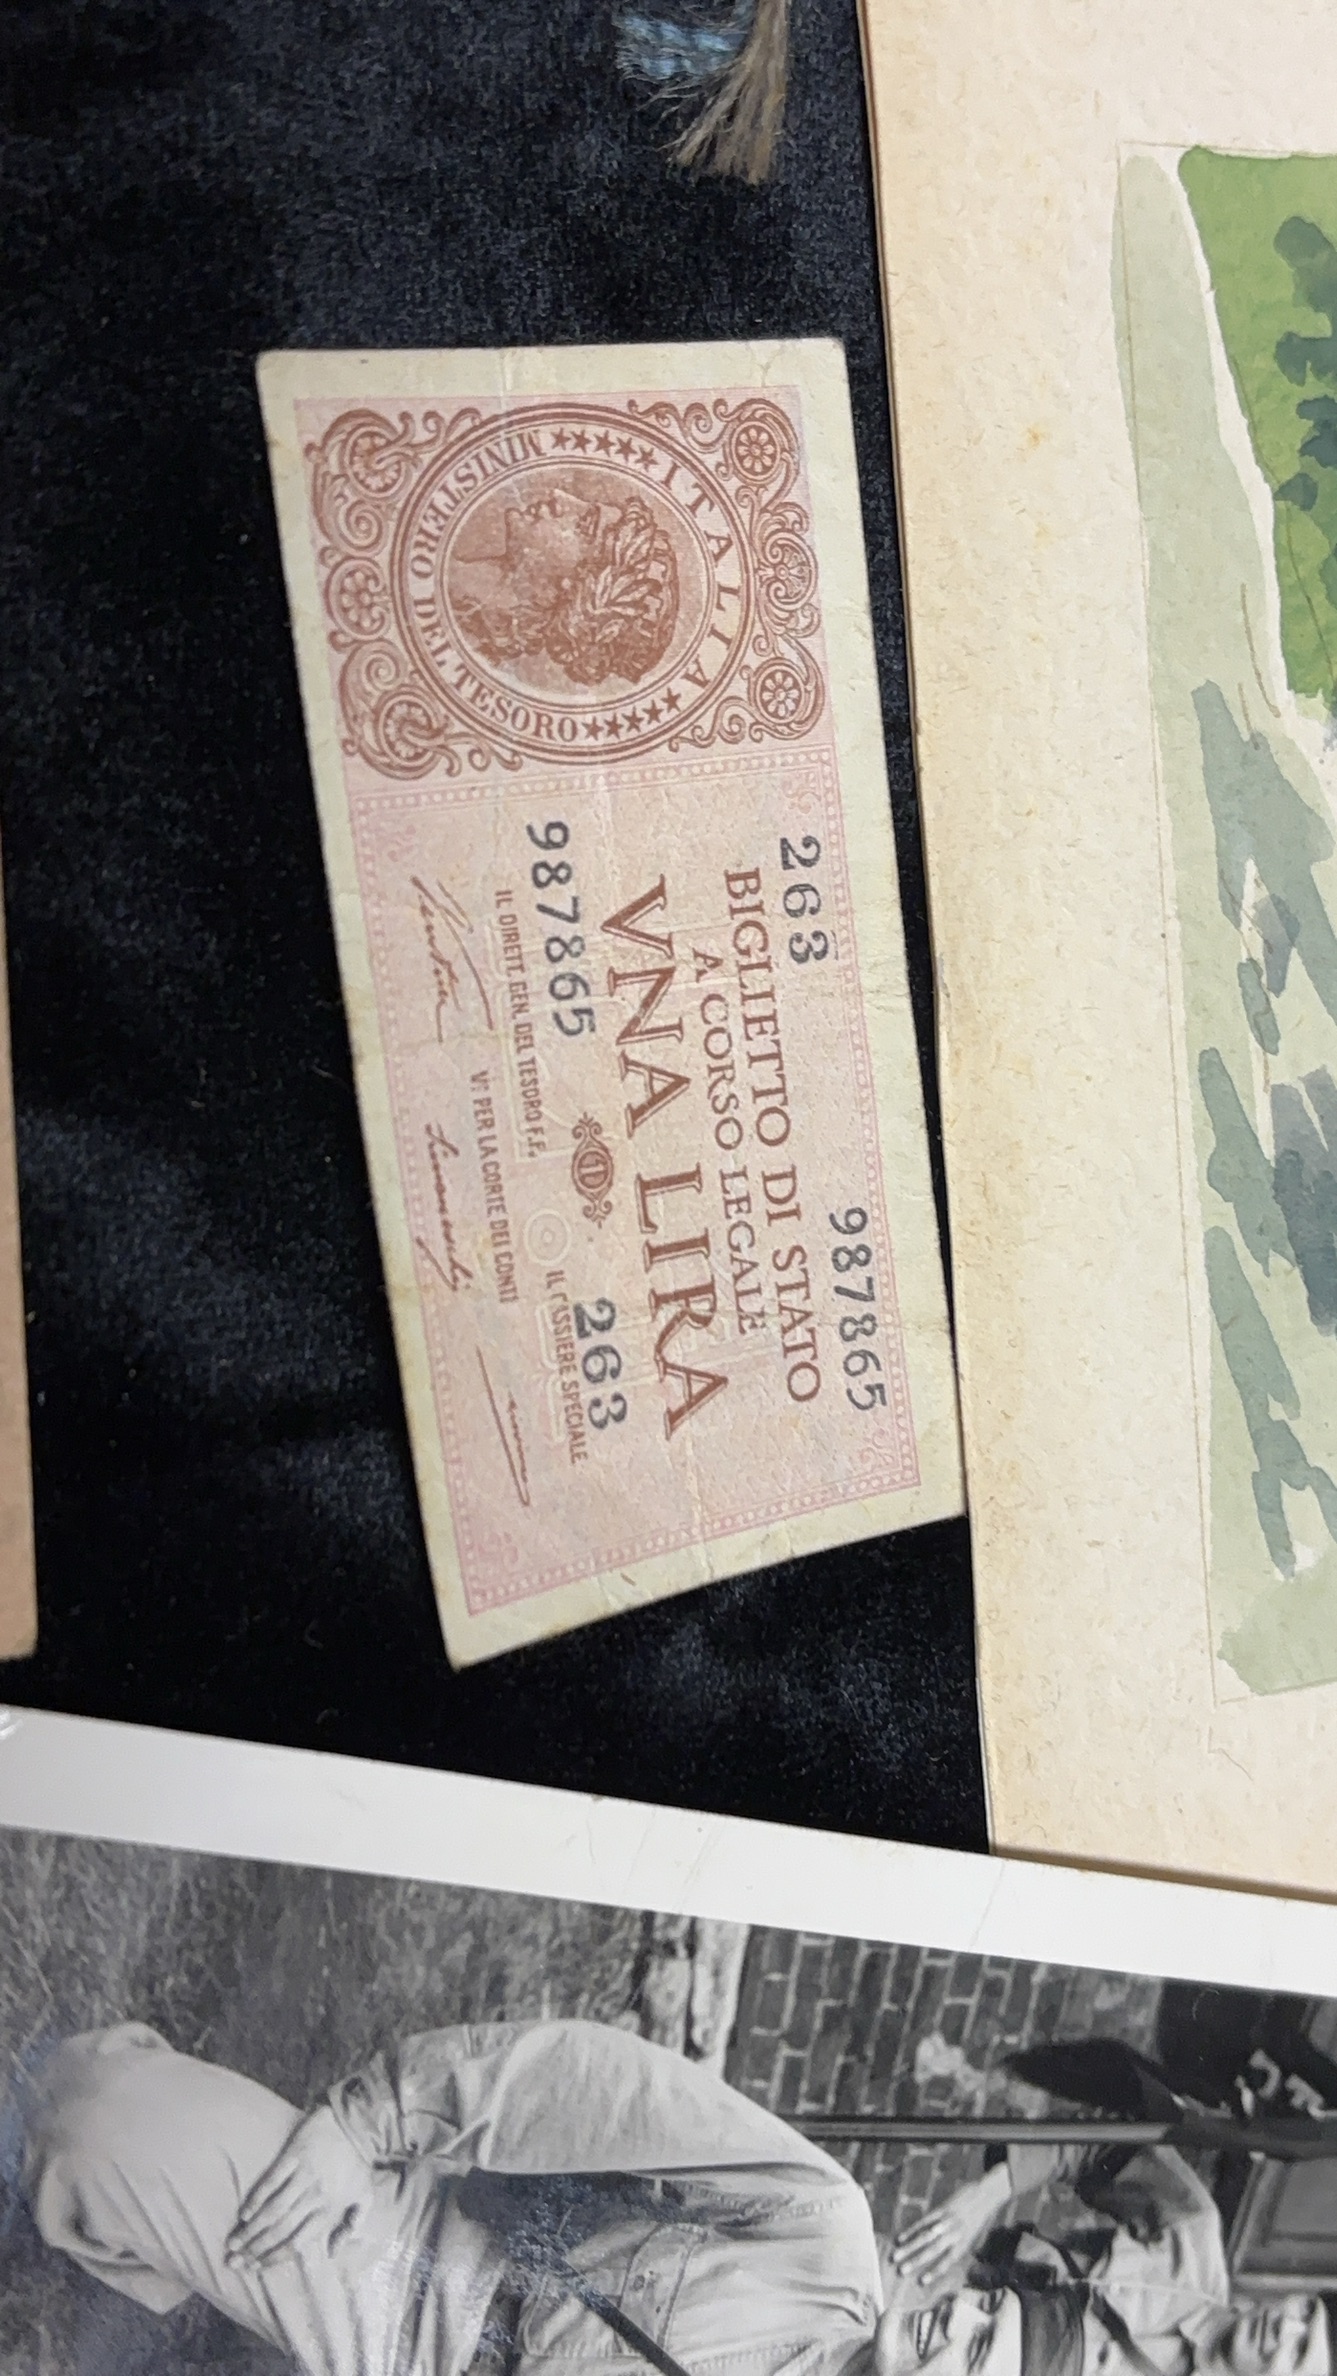 ★★★★★ ITALIA ★★★★★
MINISTERO DEL TESORO
263
987865
BIGLIETTO DI STATO
A CORSO LEGALE
VNA LIRA
987865
263
IL DIRETT. GEN. DEL TESORO F.F.
IL CASSIERE SPECIALE
Vº PER LA CORTE DEI CONTI